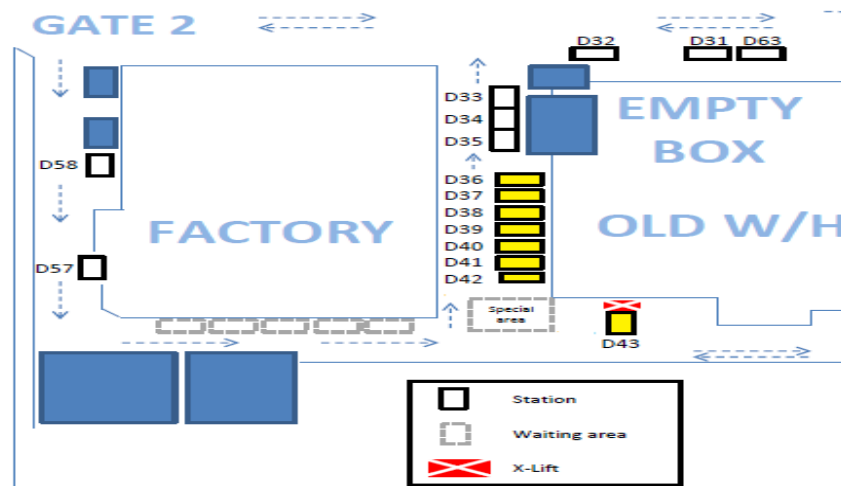 GATE 2
D32
D31 D63
D33
D34
D35
EMPTY
BOX
D58
D36
D37
D38
D39
D40
D41
D42
FACTORY
OLD W/H
D57
Special
area
D43
Station
Waiting area
X-Lift